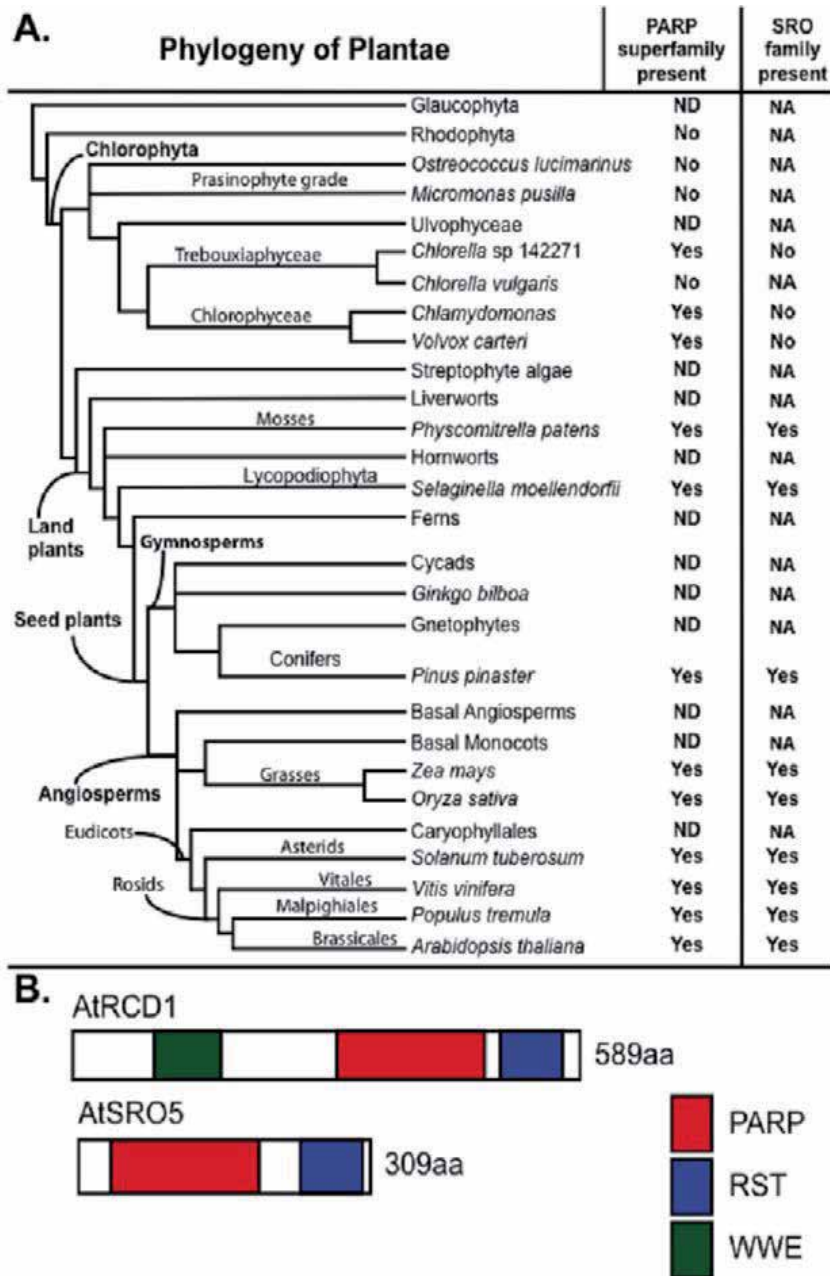 A.
Phylogeny of Plantae
PARP superfamily present
SRO family present
Glaucophyta ND NA
Rhodophyta No NA
Chlorophyta
Ostreococcus lucimarinus No NA
Prasinophyte grade
Micromonas pusilla No NA
Ulvophyceae ND NA
Trebouxiaphyceae
Chlorella sp 142271 Yes No
Chlorella vulgaris No NA
Chlorophyceae
Chlamydomonas Yes No
Volvox carteri Yes No
Streptophyte algae ND NA
Liverworts ND NA
Mosses
Physcomitrella patens Yes Yes
Hornworts ND NA
Lycopodiophyta
Selaginella moellendorfii Yes Yes
Land plants
Ferns ND NA
Gymnosperms
Cycads ND NA
Ginkgo bilboa ND NA
Seed plants
Gnetophytes ND NA
Conifers
Pinus pinaster Yes Yes
Basal Angiosperms ND NA
Basal Monocots ND NA
Grasses
Zea mays Yes Yes
Angiosperms
Oryza sativa Yes Yes
Eudicots
Caryophyllales ND NA
Asterids
Solanum tuberosum Yes Yes
Rosids
Vitales
Vitis vinifera Yes Yes
Malpighiales
Populus tremula Yes Yes
Brassicales
Arabidopsis thaliana Yes Yes
B.
AtRCD1
589aa
AtSRO5
309aa
PARP
RST
WWE